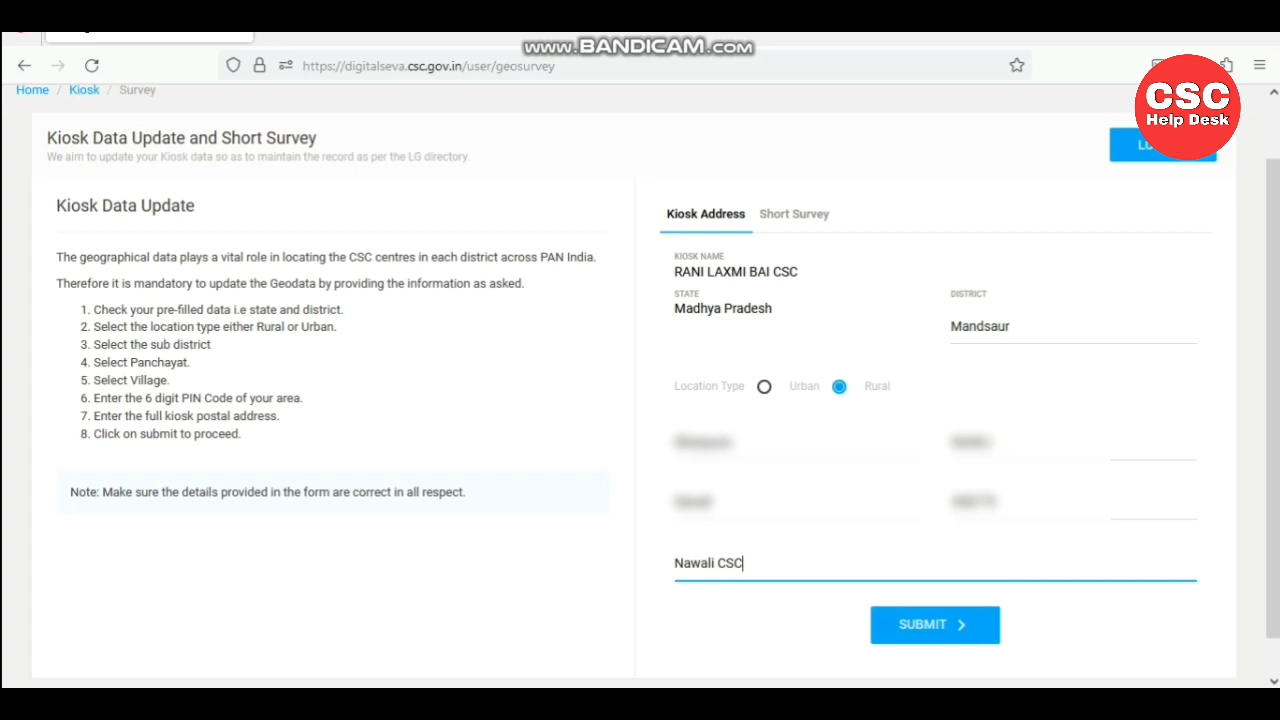 www.BANDICAM.com
https://digitalseva.csc.gov.in/user/geosurvey
CSC
Help Desk
Home / Kiosk / Survey
Kiosk Data Update and Short Survey
We aim to update your Kiosk data so as to maintain the record as per the LG directory.
Kiosk Data Update
The geographical data plays a vital role in locating the CSC centres in each district across PAN India.
Therefore it is mandatory to update the Geodata by providing the information as asked.
1. Check your pre-filled data i.e state and district.
2. Select the location type either Rural or Urban.
3. Select the sub district
4. Select Panchayat.
5. Select Village.
6. Enter the 6 digit PIN Code of your area.
7. Enter the full kiosk postal address.
8. Click on submit to proceed.
Note: Make sure the details provided in the form are correct in all respect.
Kiosk Address Short Survey
KIOSK NAME
RANI LAXMI BAI CSC
STATE
Madhya Pradesh
DISTRICT
Mandsaur
Location Type Urban Rural
Nawali CSC
SUBMIT